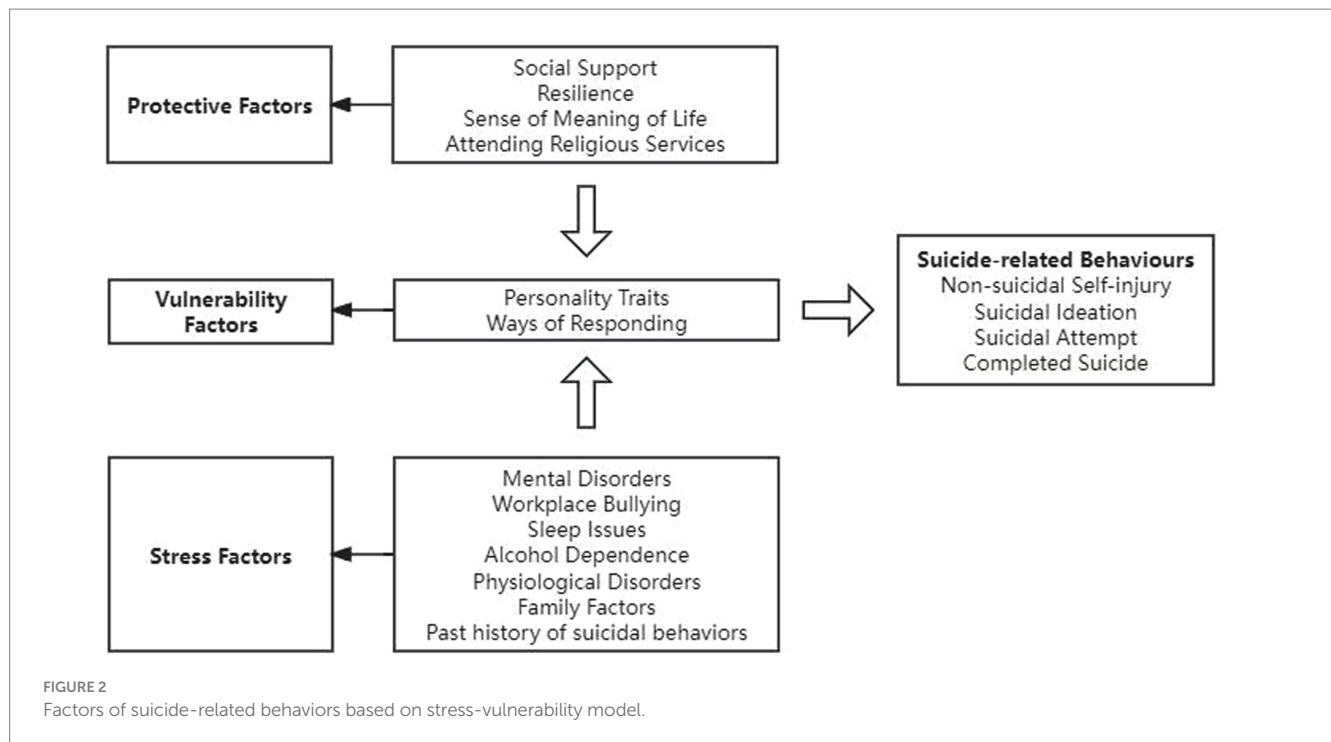 Protective Factors
Social Support
Resilience
Sense of Meaning of Life
Attending Religious Services
Vulnerability
Factors
Personality Traits
Ways of Responding
Suicide-related Behaviours
Non-suicidal Self-injury
Suicidal Ideation
Suicidal Attempt
Completed Suicide
Stress Factors
Mental Disorders
Workplace Bullying
Sleep Issues
Alcohol Dependence
Physiological Disorders
Family Factors
Past history of suicidal behaviors
FIGURE 2
Factors of suicide-related behaviors based on stress-vulnerability model.